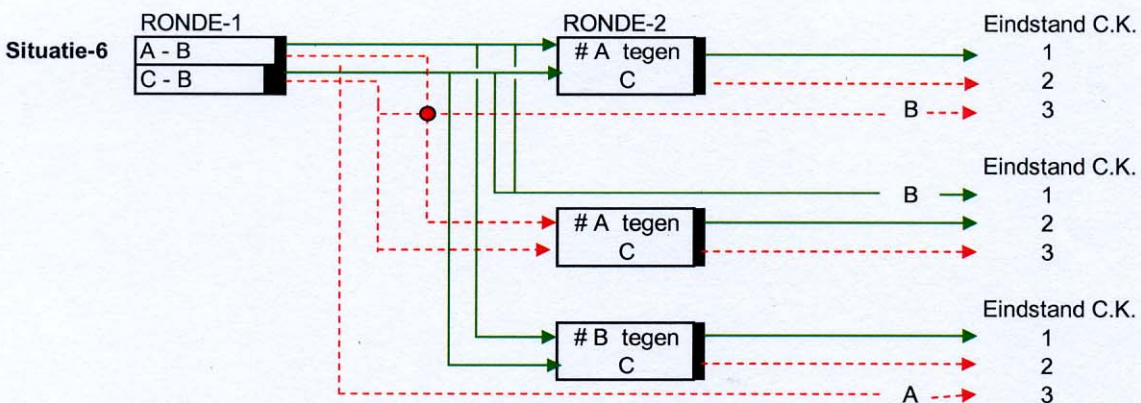 RONDE-1
RONDE-2
Eindstand C.K.
Situatie-6
A - B
# A tegen
1
C - B
C
2
B
3
Eindstand C.K.
B
1
# A tegen
2
C
3
Eindstand C.K.
# B tegen
1
C
2
A
3